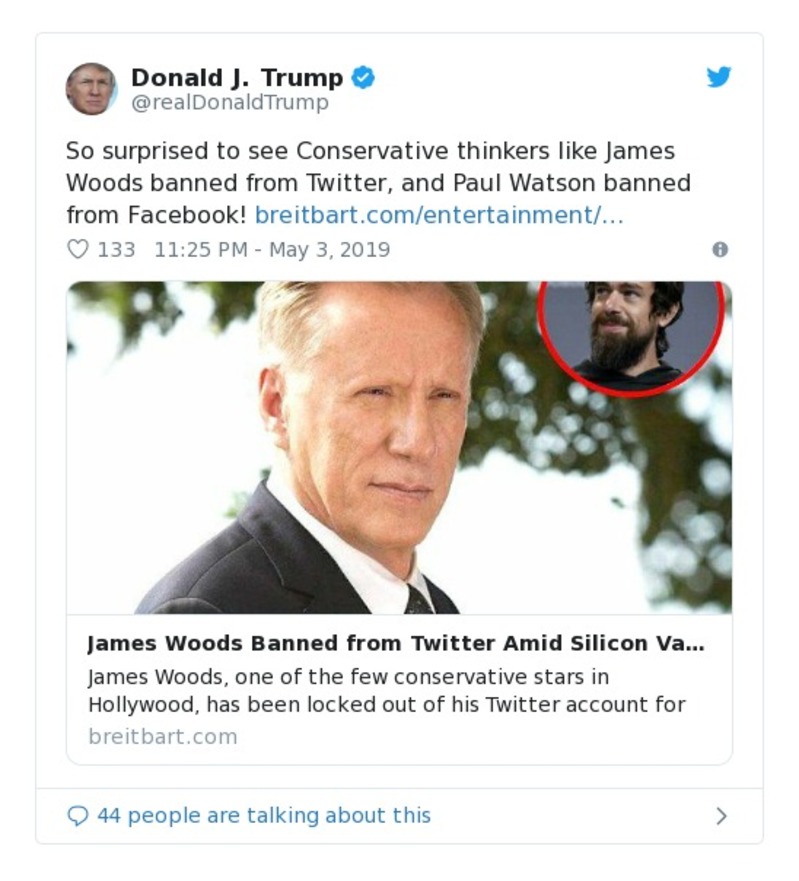 Donald J. Trump
@realDonaldTrump
So surprised to see Conservative thinkers like James
Woods banned from Twitter, and Paul Watson banned
from Facebook! breitbart.com/entertainment/…
133 11:25 PM - May 3, 2019
James Woods Banned from Twitter Amid Silicon Va…
James Woods, one of the few conservative stars in
Hollywood, has been locked out of his Twitter account for
breitbart.com
44 people are talking about this